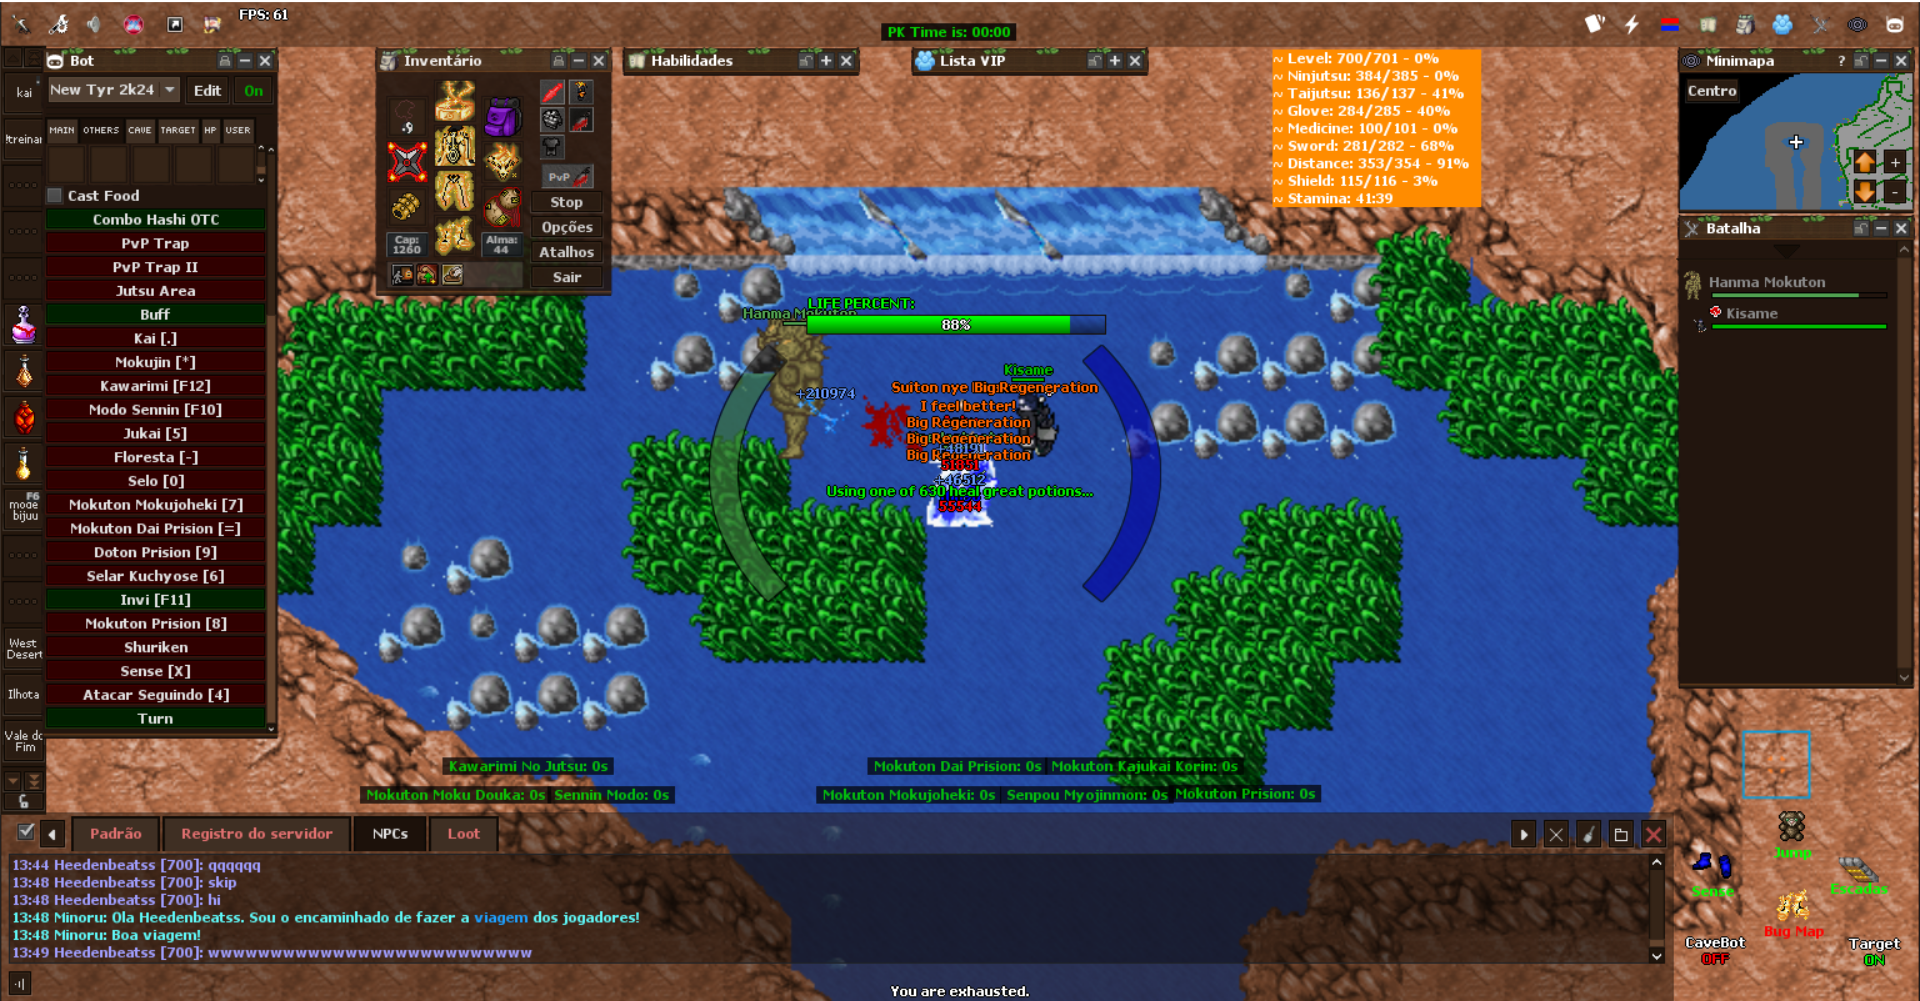 FPS: 61
PK Time is: 00:00
Bot
kai
New Tyr 2k24
Edit
On
!treinar
MAIN OTHERS CAVE TARGET HP USER
Cast Food
Combo Hashi OTC
PvP Trap
PvP Trap II
Jutsu Area
Buff
Kai [.]
Mokujin [*]
Kawarimi [F12]
Modo Sennin [F10]
Jukai [5]
Floresta [-]
Selo [0]
Mokuton Mokujoheki [7]
Mokuton Dai Prision [=]
Doton Prision [9]
Selar Kuchyose [6]
Invi [F11]
Mokuton Prision [8]
Shuriken
Sense [X]
Atacar Seguindo [4]
Turn
F6
mode
bijuu
West
Desert
Ilhota
Vale do
Fim
Inventário
.9
PvP
Stop
Opções
Atalhos
Sair
Cap:
1260
Alma:
44
Habilidades
Lista VIP
~ Level: 700/701 - 0%
~ Ninjutsu: 384/385 - 0%
~ Taijutsu: 136/137 - 41%
~ Glove: 284/285 - 40%
~ Medicine: 100/101 - 0%
~ Sword: 281/282 - 68%
~ Distance: 353/354 - 91%
~ Shield: 115/116 - 3%
~ Stamina: 41:39
Minimapa
?
Centro
+
-
Batalha
Hanma Mokuton
Kisame
LIFE PERCENT:
Hanma Mokuton
88%
Kisame
Suiton nye
Big Regeneration
+210974
I feel better!
Big Regeneration
Big Regeneration
Big Regeneration
51851
+46512
Using one of 630 heal great potions...
55544
Kawarimi No Jutsu: 0s
Mokuton Dai Prision: 0s
Mokuton Kajukai Korin: 0s
Mokuton Moku Douka: 0s
Sennin Modo: 0s
Mokuton Mokujoheki: 0s
Senpou Myojinmon: 0s
Mokuton Prision: 0s
Padrão
Registro do servidor
NPCs
Loot
13:44 Heedenbeatss [700]: qqqqqq
13:48 Heedenbeatss [700]: skip
13:48 Heedenbeatss [700]: hi
13:48 Minoru: Ola Heedenbeatss. Sou o encaminhado de fazer a viagem dos jogadores!
13:48 Minoru: Boa viagem!
13:49 Heedenbeatss [700]: wwwwwwwwwwwwwwwwwwwwwwwwww
You are exhausted.
Jump
Sense
Escadas
Bug Map
CaveBot
OFF
Target
ON